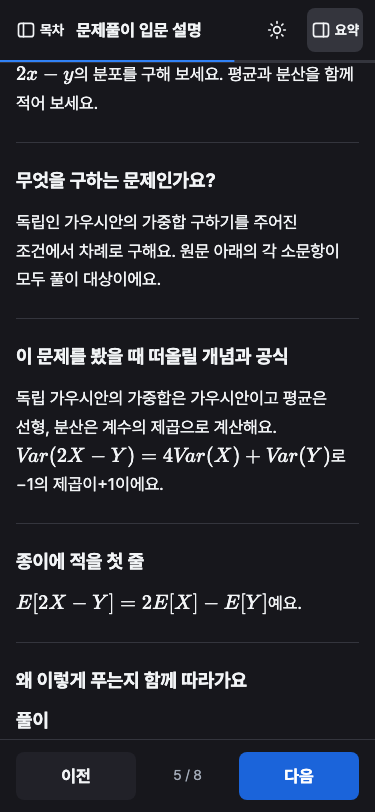 목차 문제풀이 입문 설명 요약
2x − y의 분포를 구해 보세요. 평균과 분산을 함께
적어 보세요.
무엇을 구하는 문제인가요?
독립인 가우시안의 가중합 구하기를 주어진
조건에서 차례로 구해요. 원문 아래의 각 소문항이
모두 풀이 대상이에요.
이 문제를 봤을 때 떠올릴 개념과 공식
독립 가우시안의 가중합은 가우시안이고 평균은
선형, 분산은 계수의 제곱으로 계산해요.
Var(2X − Y) = 4Var(X) + Var(Y)로
−1의 제곱이+1이에요.
종이에 적을 첫 줄
E[2X − Y] = 2E[X] − E[Y]예요.
왜 이렇게 푸는지 함께 따라가요
풀이
이전 5 / 8 다음